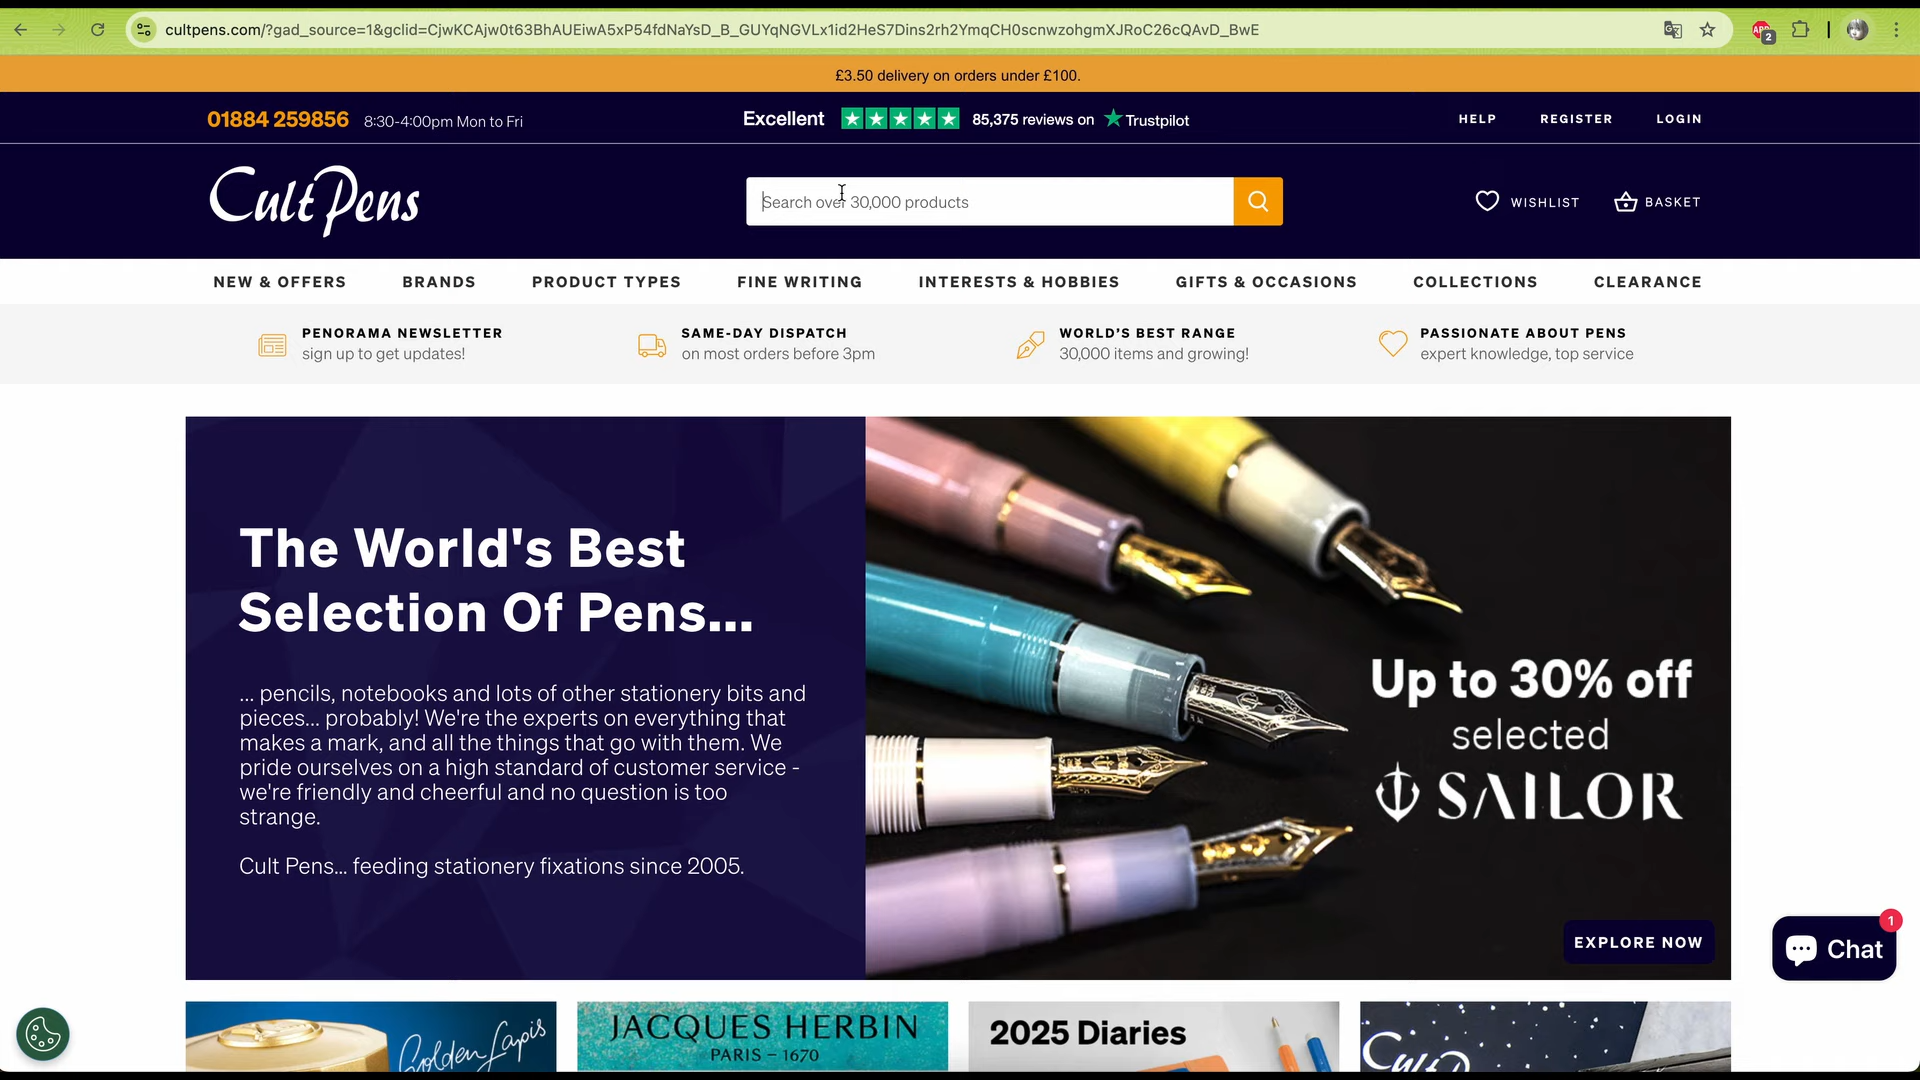 cultpens.com/?gad_source=1&gclid=CjwKCAjw0t63BhAUEiwA5xP54fdNaYsD_B_GUYqNGVLx1id2HeS7Dins2rh2YmqCH0scnwzohgmXJRoC26cQAvD_BwE
2
£3.50 delivery on orders under £100.
01884 259856 8:30-4:00pm Mon to Fri
Excellent 85,375 reviews on Trustpilot
HELP REGISTER LOGIN
Cult Pens
Search over 30,000 products
WISHLIST BASKET
NEW & OFFERS BRANDS PRODUCT TYPES FINE WRITING INTERESTS & HOBBIES GIFTS & OCCASIONS COLLECTIONS CLEARANCE
PENORAMA NEWSLETTER
sign up to get updates!
SAME-DAY DISPATCH
on most orders before 3pm
WORLD'S BEST RANGE
30,000 items and growing!
PASSIONATE ABOUT PENS
expert knowledge, top service
The World's Best
Selection Of Pens...
... pencils, notebooks and lots of other stationery bits and
pieces... probably! We're the experts on everything that
makes a mark, and all the things that go with them. We
pride ourselves on a high standard of customer service -
we're friendly and cheerful and no question is too
strange.
Cult Pens... feeding stationery fixations since 2005.
Up to 30% off
selected
SAILOR
EXPLORE NOW
1
Chat
Golden Lapis
JACQUES HERBIN
PARIS – 1670
2025 Diaries
Cult